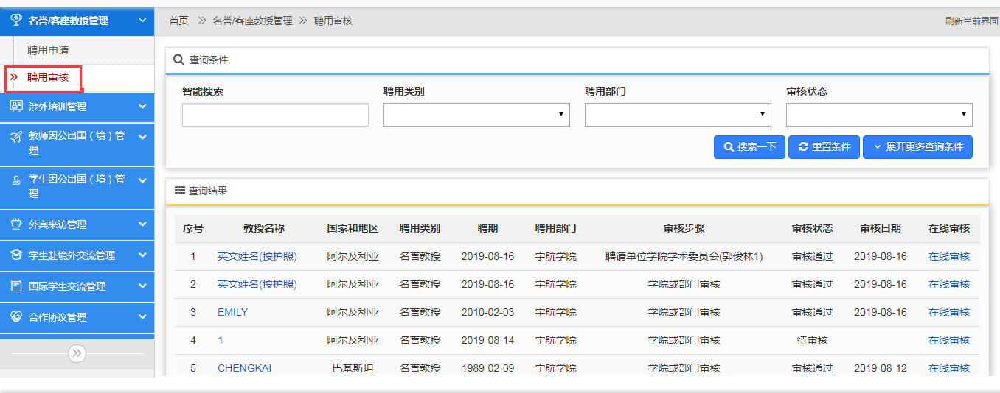 名誉/客座教授管理
聘用申请
聘用审核
涉外培训管理
教师因公出国（境）管
理
学生因公出国（境）管
理
外宾来访管理
学生赴境外交流管理
国际学生交流管理
合作协议管理
首页 名誉/客座教授管理 聘用审核
刷新当前界面
查询条件
智能搜索 聘用类别 聘用部门 审核状态
搜索一下 重置条件 展开更多查询条件
查询结果
序号 教授名称 国家和地区 聘用类别 聘期 聘用部门 审核步骤 审核状态 审核日期 在线审核
1 英文姓名(按护照) 阿尔及利亚 名誉教授 2019-08-16 宇航学院 聘请单位学院学术委员会(郭俊林1) 审核通过 2019-08-16 在线审核
2 英文姓名(按护照) 阿尔及利亚 名誉教授 2019-08-16 宇航学院 学院或部门审核 审核通过 2019-08-16 在线审核
3 EMILY 阿尔及利亚 名誉教授 2010-02-03 宇航学院 学院或部门审核 审核通过 2019-08-16 在线审核
4 1 阿尔及利亚 名誉教授 2019-08-14 宇航学院 学院或部门审核 待审核 在线审核
5 CHENGKAI 巴基斯坦 名誉教授 1989-02-09 宇航学院 学院或部门审核 审核通过 2019-08-12 在线审核